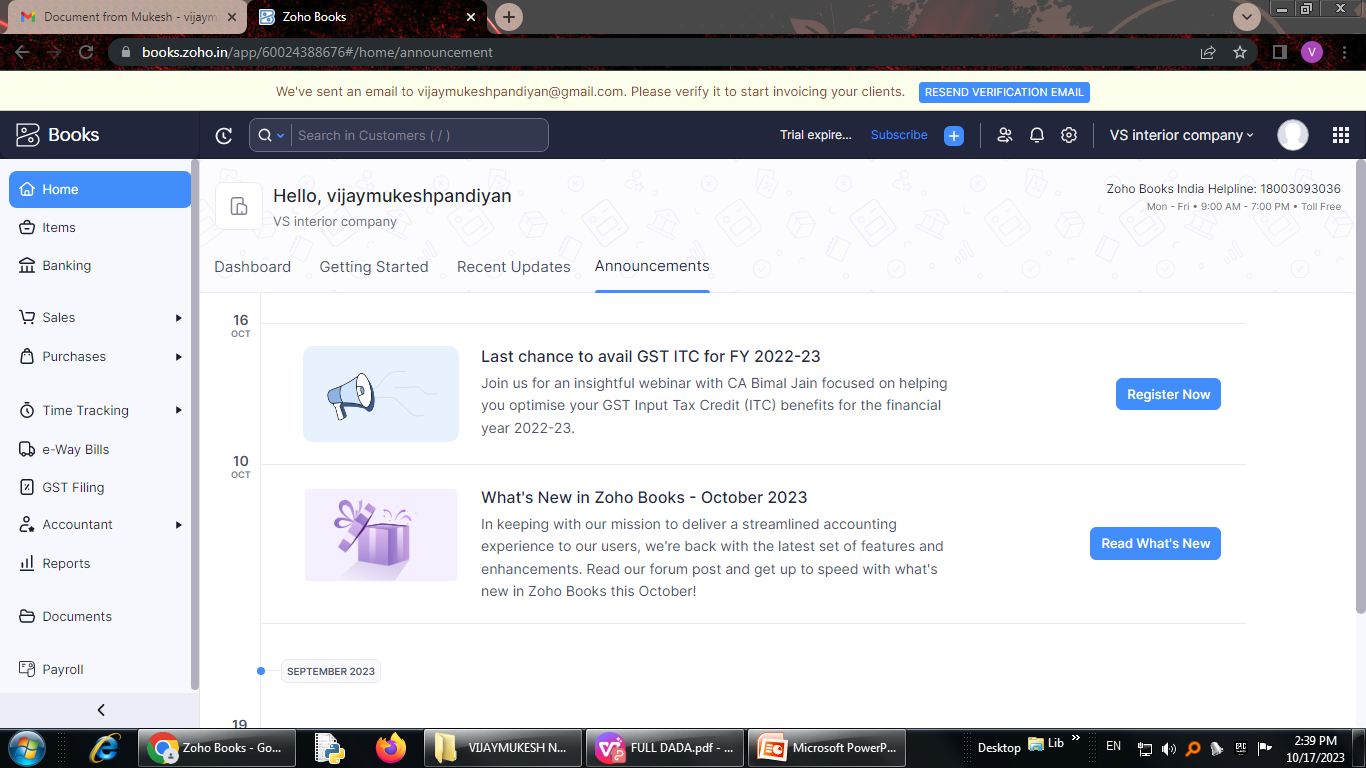 Document from Mukesh - vijaym
Zoho Books
books.zoho.in/app/60024388676#/home/announcement
V
We've sent an email to vijaymukeshpandiyan@gmail.com. Please verify it to start invoicing your clients. RESEND VERIFICATION EMAIL
Books
Search in Customers ( / )
Trial expire... Subscribe
VS interior company
Home
Items
Banking
Sales
Purchases
Time Tracking
e-Way Bills
GST Filing
Accountant
Reports
Documents
Payroll
Hello, vijaymukeshpandiyan
VS interior company
Zoho Books India Helpline: 18003093036
Mon - Fri • 9:00 AM - 7:00 PM • Toll Free
Dashboard Getting Started Recent Updates Announcements
16
OCT
Last chance to avail GST ITC for FY 2022-23
Join us for an insightful webinar with CA Bimal Jain focused on helping
you optimise your GST Input Tax Credit (ITC) benefits for the financial
year 2022-23.
Register Now
10
OCT
What's New in Zoho Books - October 2023
In keeping with our mission to deliver a streamlined accounting
experience to our users, we're back with the latest set of features and
enhancements. Read our forum post and get up to speed with what's
new in Zoho Books this October!
Read What's New
SEPTEMBER 2023
19
Zoho Books - Go...
VIJAYMUKESH N...
FULL DADA.pdf - ...
Microsoft PowerP...
Desktop
Lib
EN
2:39 PM
10/17/2023